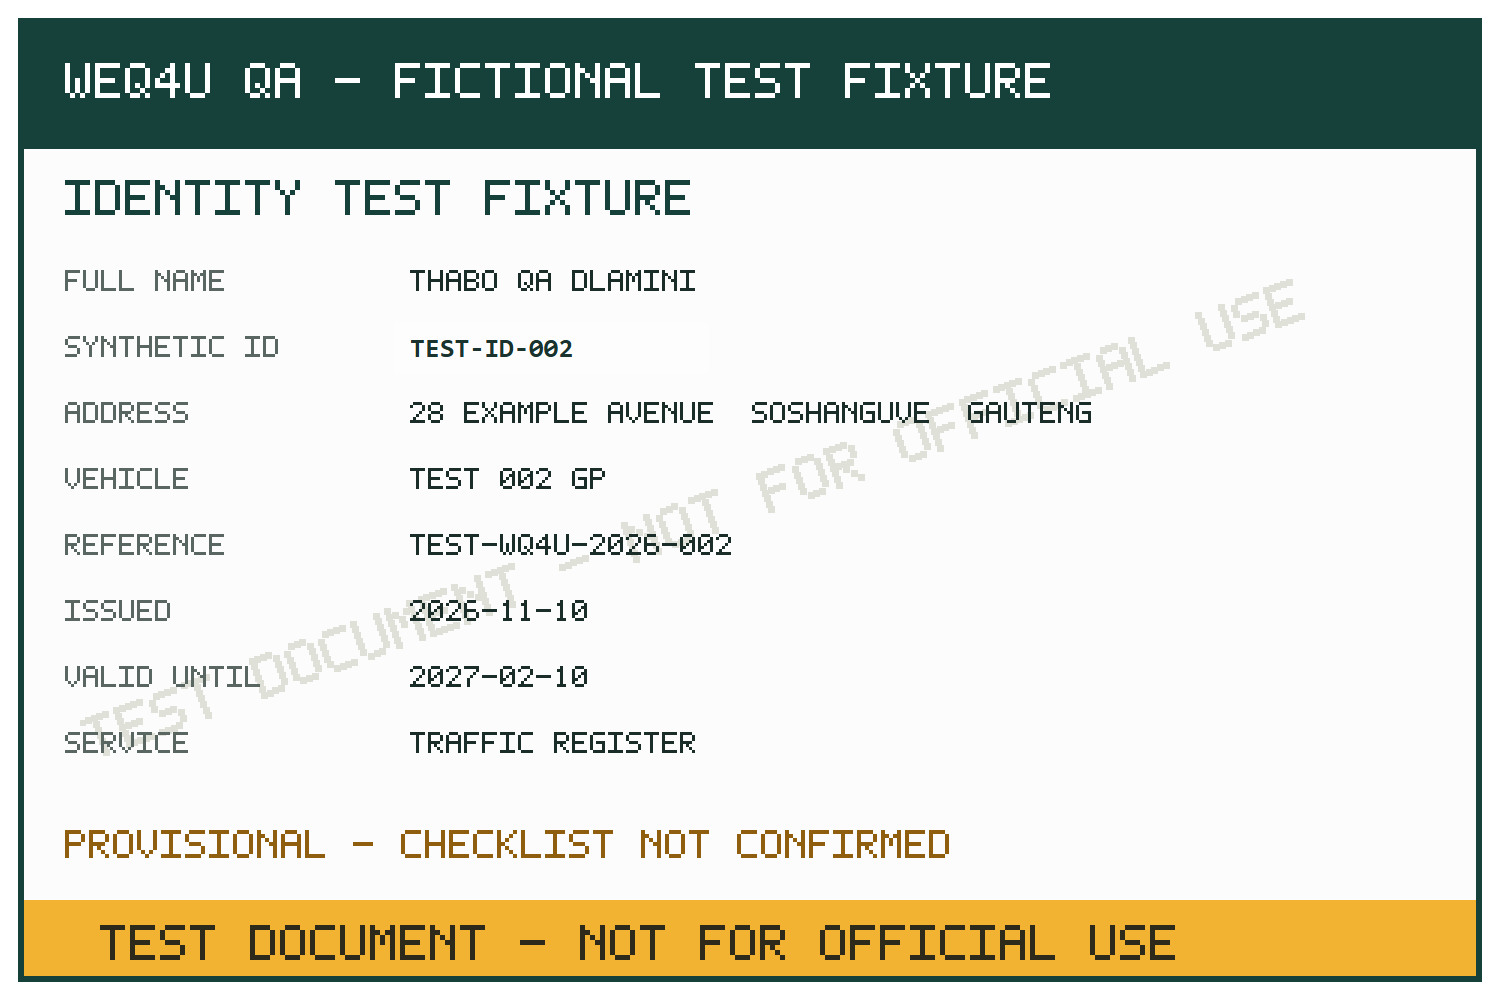 WEQ4U QA - FICTIONAL TEST FIXTURE
IDENTITY TEST FIXTURE
FULL NAME THABO QA DLAMINI
SYNTHETIC ID TEST-ID-002
ADDRESS 28 EXAMPLE AVENUE SOSHANGUVE GAUTENG
VEHICLE TEST 002 GP
REFERENCE TEST-WQ4U-2026-002
ISSUED 2026-11-10
VALID UNTIL 2027-02-10
SERVICE TRAFFIC REGISTER
TEST DOCUMENT - NOT FOR OFFICIAL USE
PROVISIONAL - CHECKLIST NOT CONFIRMED
TEST DOCUMENT - NOT FOR OFFICIAL USE